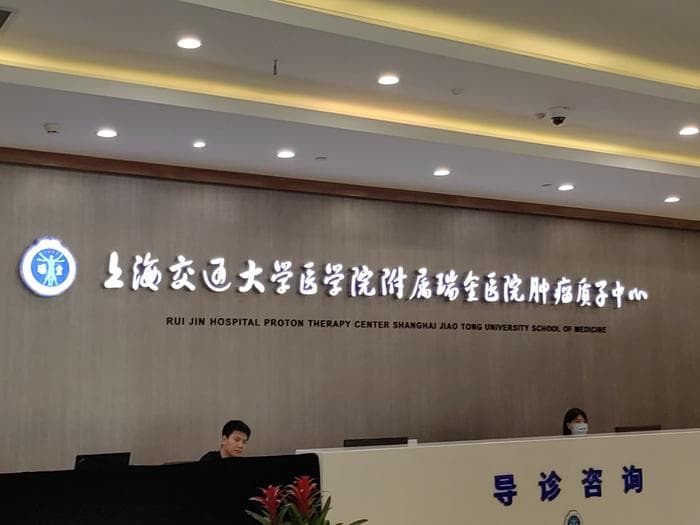 上海交通大学医学院附属瑞金医院肿瘤质子中心
RUI JIN HOSPITAL PROTON THERAPY CENTER SHANGHAI JIAO TONG UNIVERSITY SCHOOL OF MEDICINE
导诊咨询